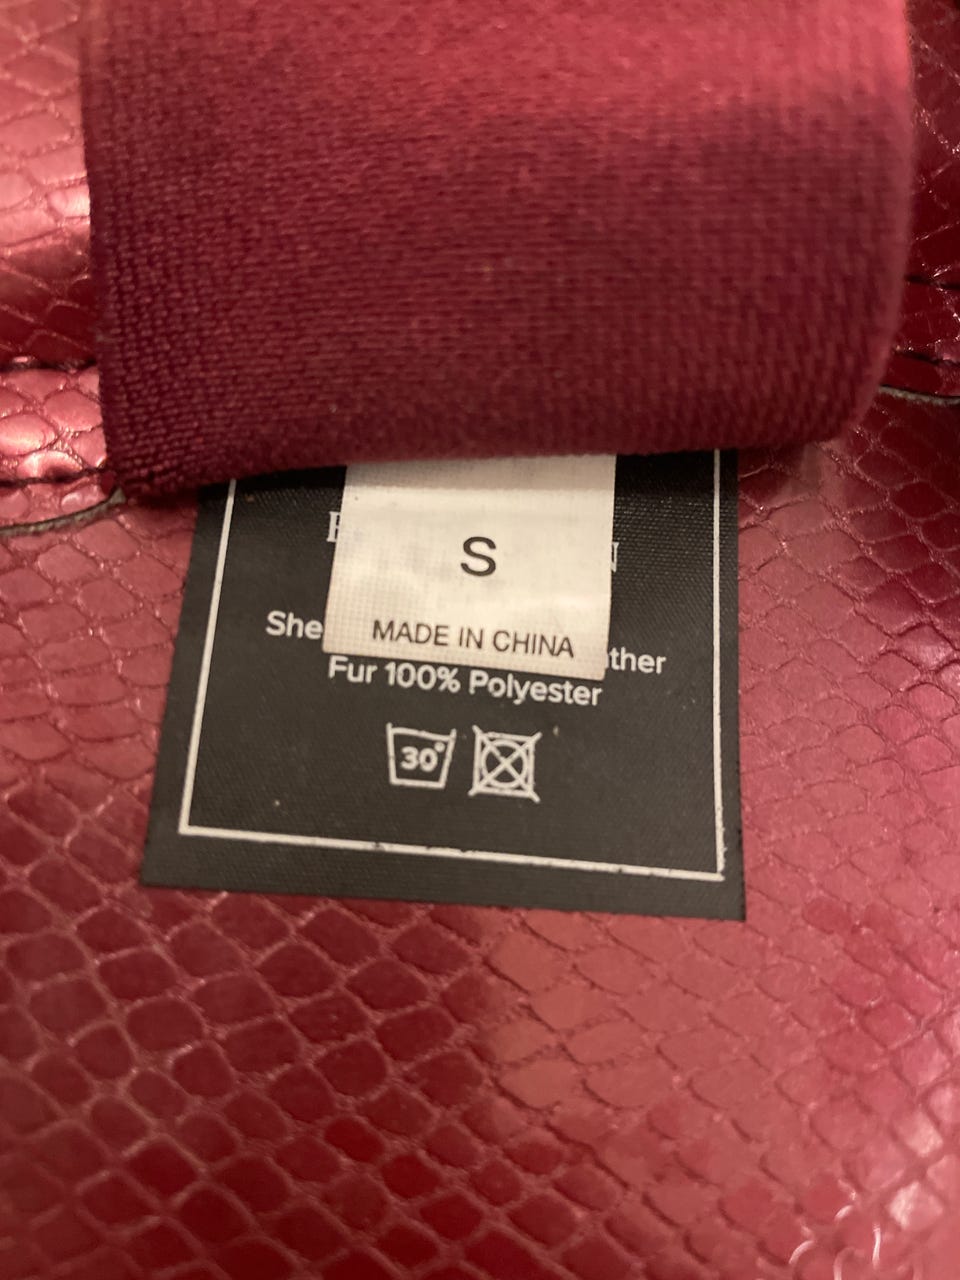 S
MADE IN CHINA
Fur 100% Polyester
30°